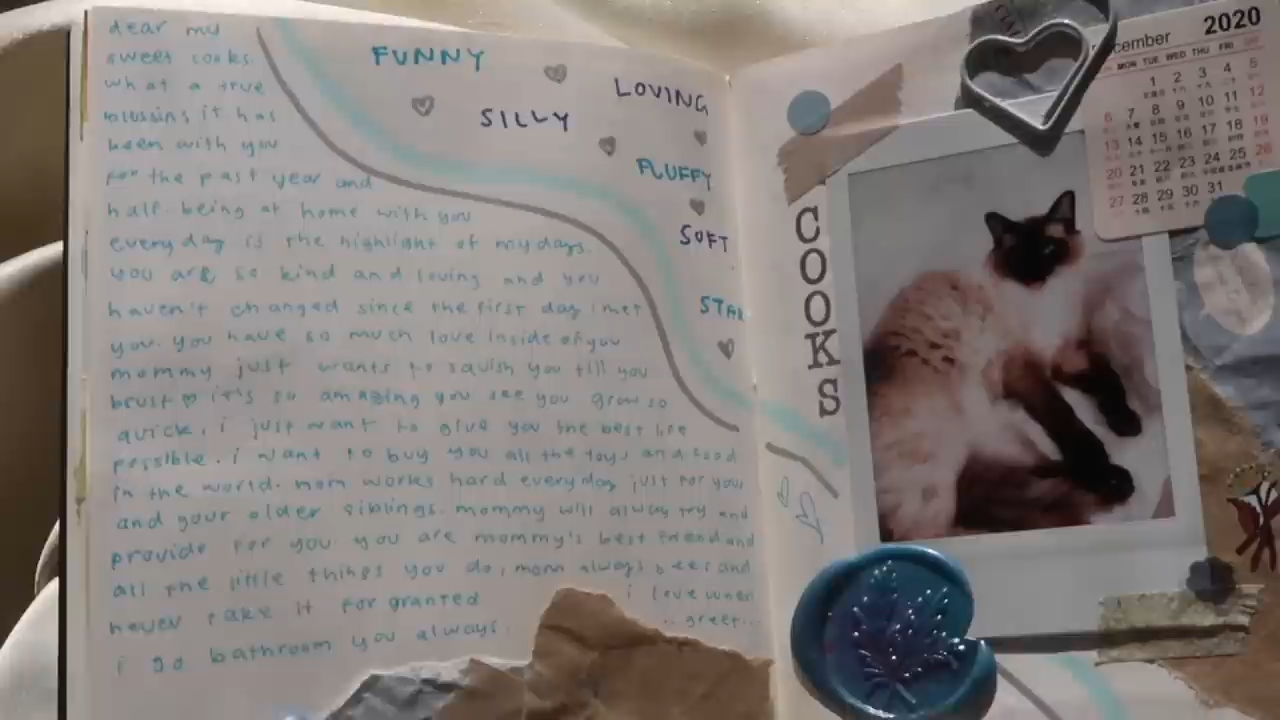 dear my
sweet cooks.
what a true
blussing it has
been with you
for the past year and
half. being at home with you
everyday is the highlight of my days.
you are so kind and loving and you
haven't changed since the first day i met
you. you have so much love inside of you
mommy just wants to squish you till you
brust ♡ it's so amazing you see you grow so
quick, i just want to give you the best life
possible. i want to buy you all the toys and food
in the world. mom works hard everyday just for you
and your older siblings. mommy will always try and
provide for you you are mommy's best friend and
all the little things you do, mom always sees and
never take it for granted i love when
i go bathroom you always. greet..
FUNNY
LOVING
SILLY
FLUFFY
SOFT
STAR
COOKS
2020
cember
MON TUE WED THU FRI
1 2 3 4 5
6 7 8 9 10 11 12
13 14 15 16 17 18 19
20 21 22 23 24 25 26
27 28 29 30 31